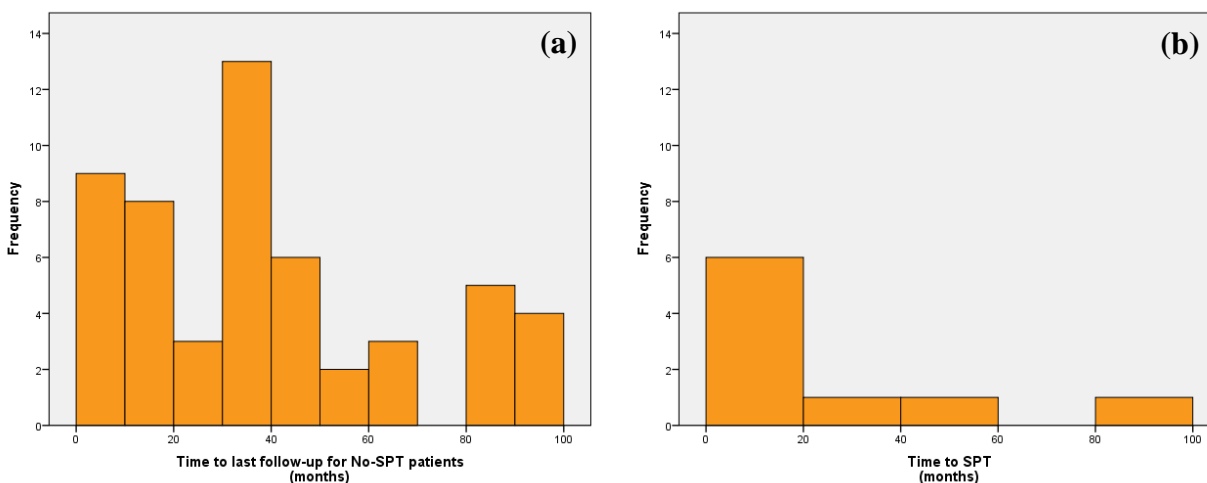 (a)
14
12
10
8
6
4
2
0
Frequency
0 20 40 60 80 100
Time to last follow-up for No-SPT patients
(months)
(b)
14
12
10
8
6
4
2
0
Frequency
0 20 40 60 80 100
Time to SPT
(months)